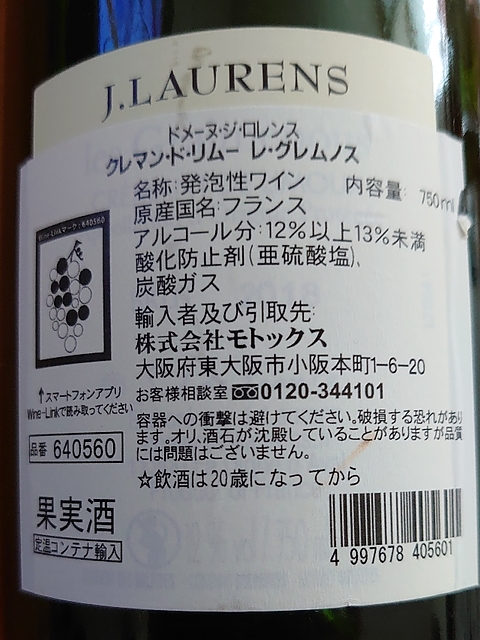 J.LAURENS
ドメーヌ・ジ・ロレンス
クレマン・ド・リムー レ・グレムノス
名称:発泡性ワイン 内容量: 750ml
原産国名:フランス
アルコール分:12%以上13%未満
酸化防止剤(亜硫酸塩)、
炭酸ガス
輸入者及び引取先:
株式会社モトックス
大阪府東大阪市小阪本町1-6-20
お客様相談室 0120-344101
容器への衝撃は避けてください。破損する恐れがあり
ます。オリ、酒石が沈殿していることがありますが品質
には問題はございません。
☆飲酒は20歳になってから
Wine-Linkマーク:640560
↑スマートフォンアプリ
Wine-Linkで読み取ってください
品番 640560
果実酒
定温コンテナ輸入
4 997678 405601